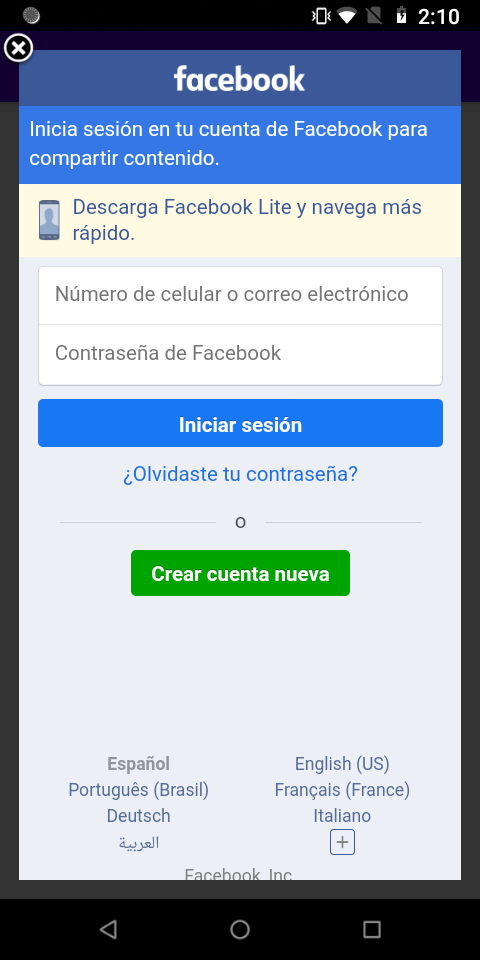 2:10
facebook
Inicia sesión en tu cuenta de Facebook para
compartir contenido.
Descarga Facebook Lite y navega más
rápido.
Número de celular o correo electrónico
Contraseña de Facebook
Iniciar sesión
¿Olvidaste tu contraseña?
o
Crear cuenta nueva
Español English (US)
Português (Brasil) Français (France)
Deutsch Italiano
العربية +
Facebook, Inc.